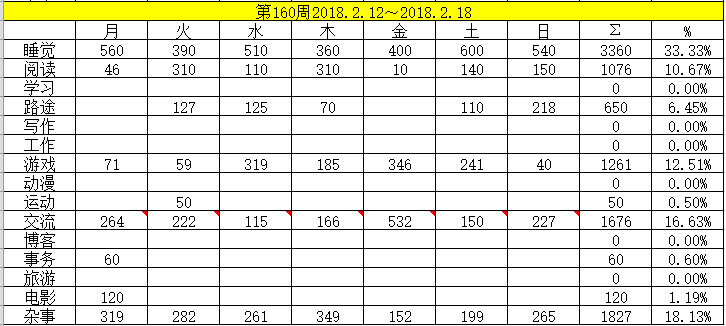 第160周2018.2.12～2018.2.18
月 火 水 木 金 土 日 Σ %
睡觉 560 390 510 360 400 600 540 3360 33.33%
阅读 46 310 110 310 10 140 150 1076 10.67%
学习 0 0.00%
路途 127 125 70 110 218 650 6.45%
写作 0 0.00%
工作 0 0.00%
游戏 71 59 319 185 346 241 40 1261 12.51%
动漫 0 0.00%
运动 50 50 0.50%
交流 264 222 115 166 532 150 227 1676 16.63%
博客 0 0.00%
事务 60 60 0.60%
旅游 0 0.00%
电影 120 120 1.19%
杂事 319 282 261 349 152 199 265 1827 18.13%